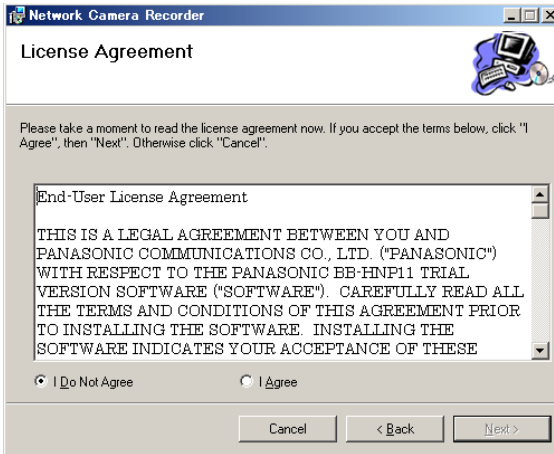 Network Camera Recorder
License Agreement
Please take a moment to read the license agreement now. If you accept the terms below, click "I
Agree", then "Next". Otherwise click "Cancel".
End-User License Agreement
THIS IS A LEGAL AGREEMENT BETWEEN YOU AND
PANASONIC COMMUNICATIONS CO., LTD. ("PANASONIC")
WITH RESPECT TO THE PANASONIC BB-HNP11 TRIAL
VERSION SOFTWARE ("SOFTWARE"). CAREFULLY READ ALL
THE TERMS AND CONDITIONS OF THIS AGREEMENT PRIOR
TO INSTALLING THE SOFTWARE. INSTALLING THE
SOFTWARE INDICATES YOUR ACCEPTANCE OF THESE
I Do Not Agree I Agree
Cancel < Back Next >